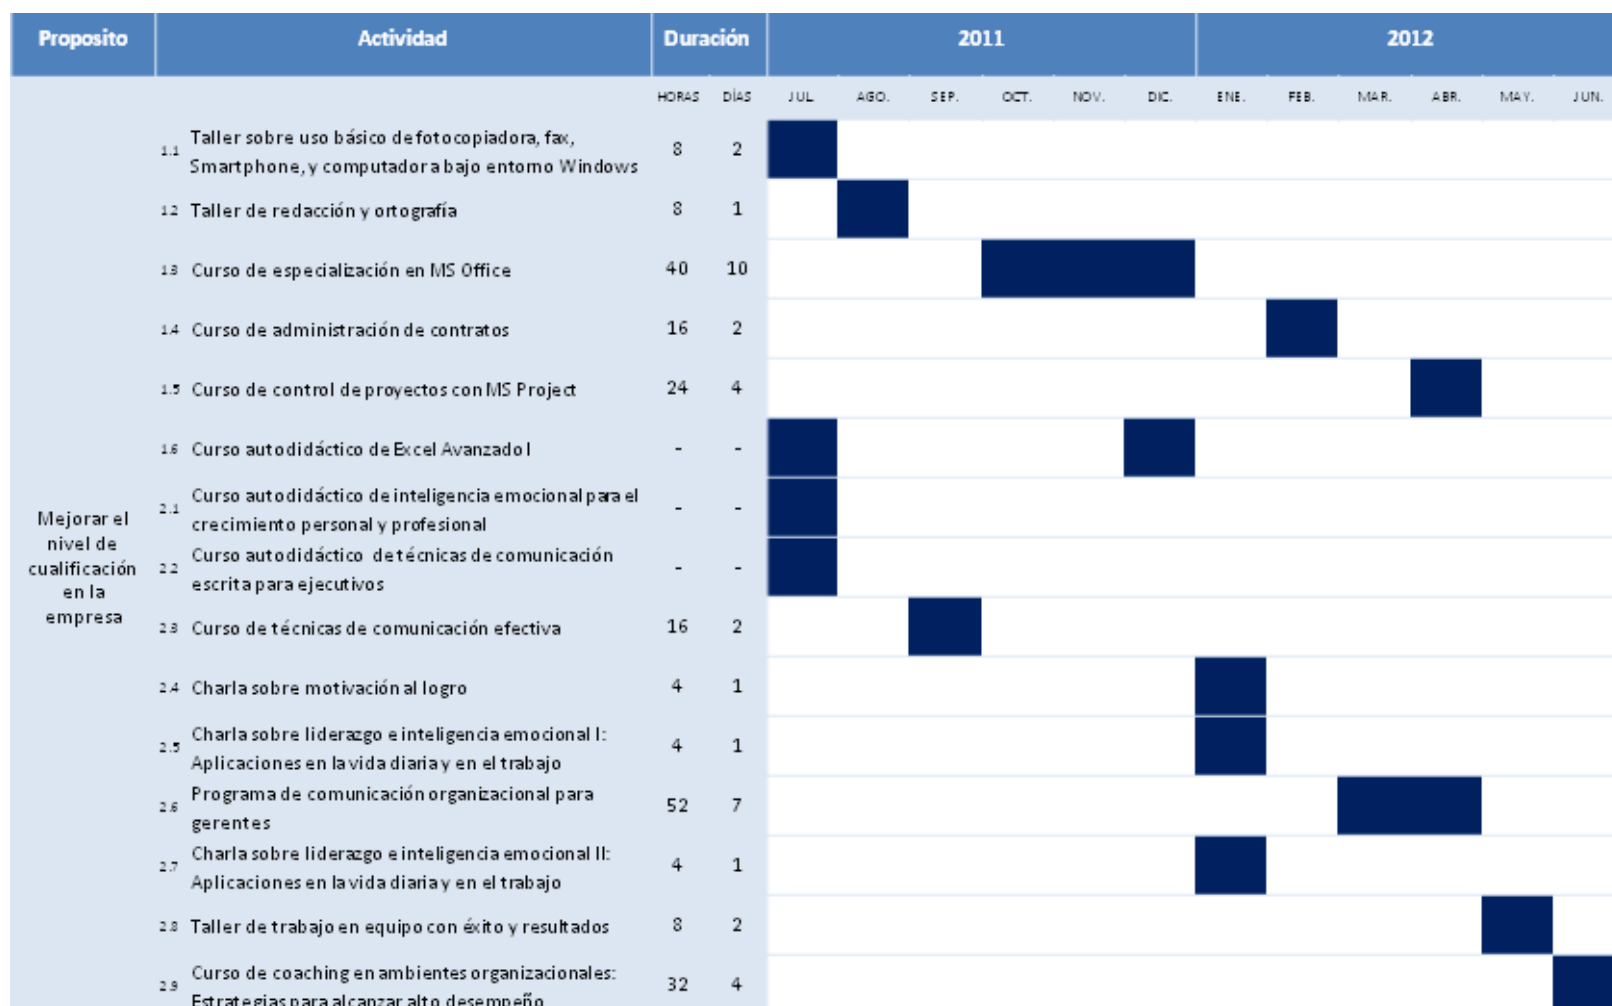 Proposito Actividad Duración 2011 2012
HORAS DÍAS JUL. AGO. SEP. OCT. NOV. DIC. ENE. FEB. MAR. ABR. MAY. JUN.
1.1 Taller sobre uso básico de fotocopiadora, fax,
Smartphone, y computadora bajo entorno Windows 8 2
1.2 Taller de redacción y ortografía 8 1
1.3 Curso de especialización en MS Office 40 10
1.4 Curso de administración de contratos 16 2
1.5 Curso de control de proyectos con MS Project 24 4
1.6 Curso autodidáctico de Excel Avanzado I - -
Mejorar el
nivel de
cualificación
en la
empresa
2.1 Curso autodidáctico de inteligencia emocional para el
crecimiento personal y profesional - -
2.2 Curso autodidáctico de técnicas de comunicación
escrita para ejecutivos - -
2.3 Curso de técnicas de comunicación efectiva 16 2
2.4 Charla sobre motivación al logro 4 1
2.5 Charla sobre liderazgo e inteligencia emocional I:
Aplicaciones en la vida diaria y en el trabajo 4 1
2.6 Programa de comunicación organizacional para
gerentes 52 7
2.7 Charla sobre liderazgo e inteligencia emocional II:
Aplicaciones en la vida diaria y en el trabajo 4 1
2.8 Taller de trabajo en equipo con éxito y resultados 8 2
2.9 Curso de coaching en ambientes organizacionales:
Estrategias para alcanzar alto desempeño 32 4